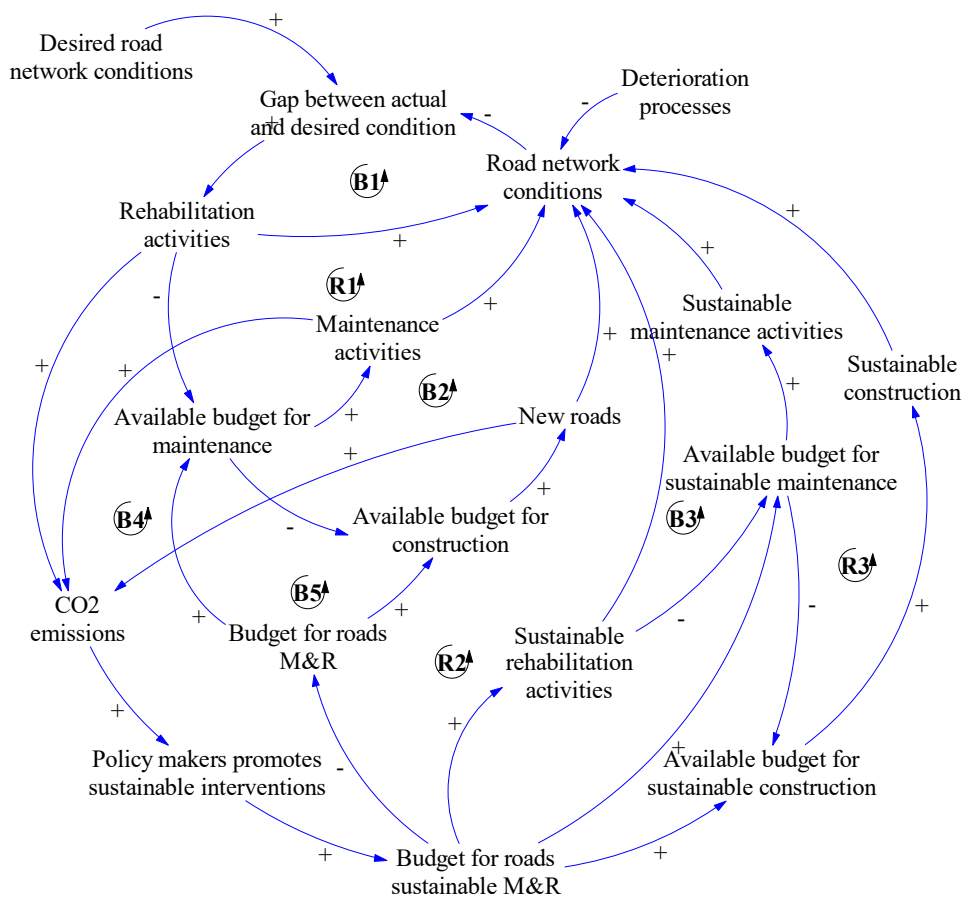 +
Desired road
network conditions
Deterioration
processes
-
Gap between actual
and desired condition
+
-
Road network
conditions
B1
Rehabilitation
activities
+
+
-
R1
+
Sustainable
maintenance activities
Maintenance
activities
+
+
+
Sustainable
construction
+
+
B2
+
Available budget for
maintenance
+
New roads
+
Available budget for
sustainable maintenance
+
B4
-
Available budget for
construction
B3
R3
CO2
emissions
B5
+
+
-
-
+
Budget for roads
M&R
Sustainable
rehabilitation
activities
R2
+
+
Policy makers promotes
sustainable interventions
-
+
Available budget for
sustainable construction
+
+
Budget for roads
sustainable M&R